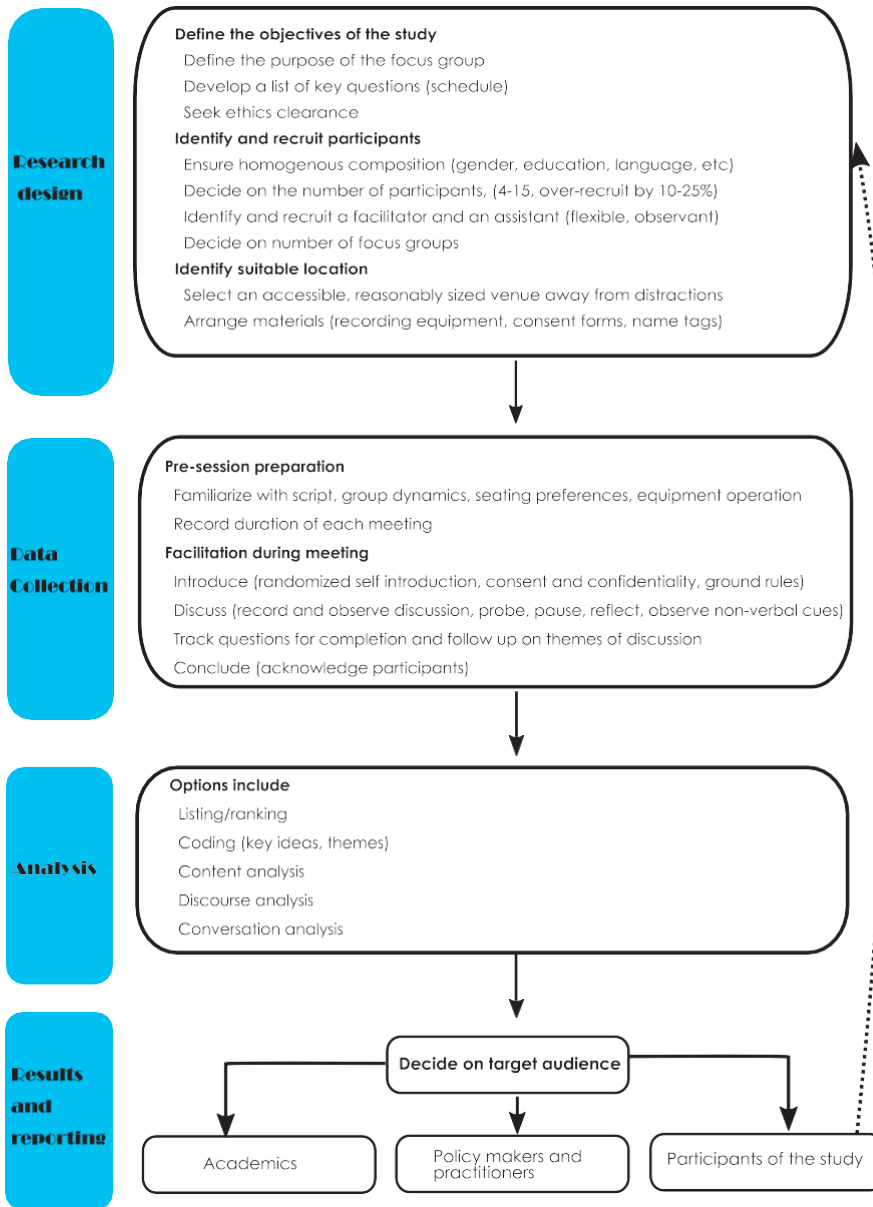 Research
design
Define the objectives of the study
Define the purpose of the focus group
Develop a list of key questions (schedule)
Seek ethics clearance
Identify and recruit participants
Ensure homogenous composition (gender, education, language, etc)
Decide on the number of participants, (4-15, over-recruit by 10-25%)
Identify and recruit a facilitator and an assistant (flexible, observant)
Decide on number of focus groups
Identify suitable location
Select an accessible, reasonably sized venue away from distractions
Arrange materials (recording equipment, consent forms, name tags)
Data
Collection
Pre-session preparation
Familiarize with script, group dynamics, seating preferences, equipment operation
Record duration of each meeting
Facilitation during meeting
Introduce (randomized self introduction, consent and confidentiality, ground rules)
Discuss (record and observe discussion, probe, pause, reflect, observe non-verbal cues)
Track questions for completion and follow up on themes of discussion
Conclude (acknowledge participants)
Analysis
Options include
Listing/ranking
Coding (key ideas, themes)
Content analysis
Discourse analysis
Conversation analysis
Results
and
reporting
Decide on target audience
Academics
Policy makers and
practitioners
Participants of the study